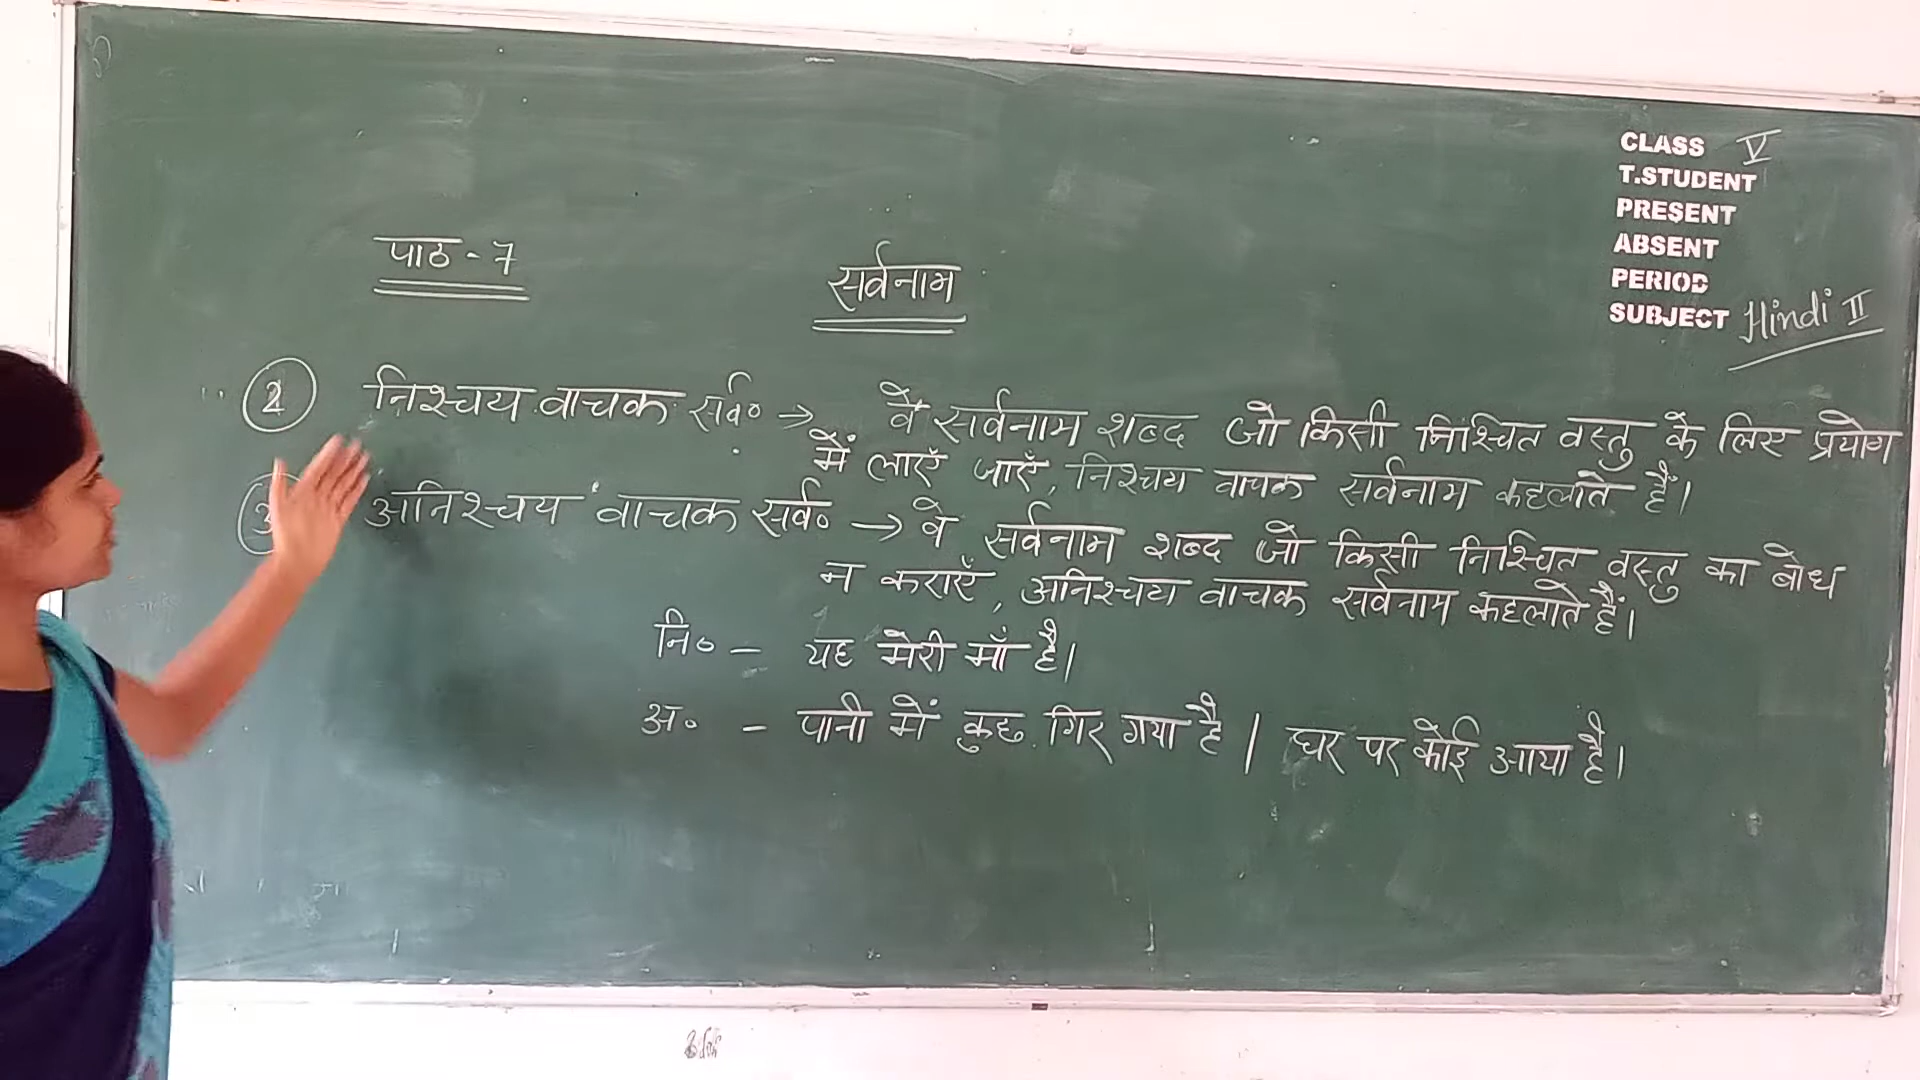 CLASS V
T.STUDENT
PRESENT
ABSENT
PERIOD
SUBJECT Hindi II
पाठ - 7
सर्वनाम
2 निश्चय वाचक सर्व० → वे सर्वनाम शब्द जो किसी निश्चित वस्तु के लिए प्रयोग
में लाएँ जाएँ, निश्चय वाचक सर्वनाम कहलाते हैं।
3 अनिश्चय वाचक सर्व० → वे सर्वनाम शब्द जो किसी निश्चित वस्तु का बोध
न कराएँ, अनिश्चय वाचक सर्वनाम कहलाते हैं।
नि० – यह मेरी माँ है।
अ० – पानी में कुछ गिर गया है | घर पर कोई आया है।